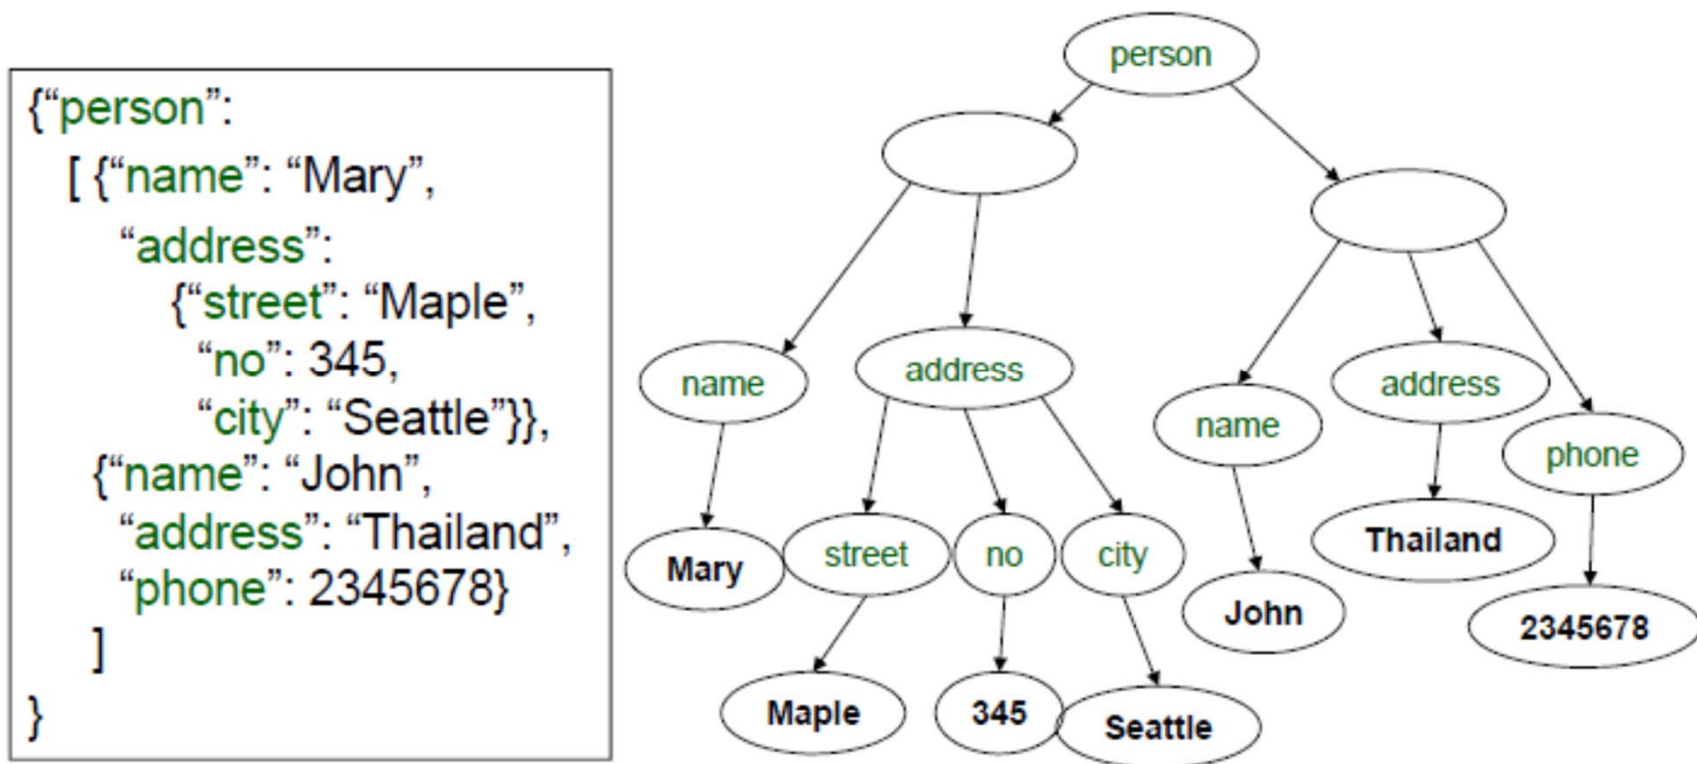 {“person”:
[ {“name”: “Mary”,
“address”:
{“street”: “Maple”,
“no”: 345,
“city”: “Seattle”}},
{“name”: “John”,
“address”: “Thailand”,
“phone”: 2345678}
]
}
person
name
address
name
address
phone
Mary
street
no
city
John
Thailand
2345678
Maple
345
Seattle